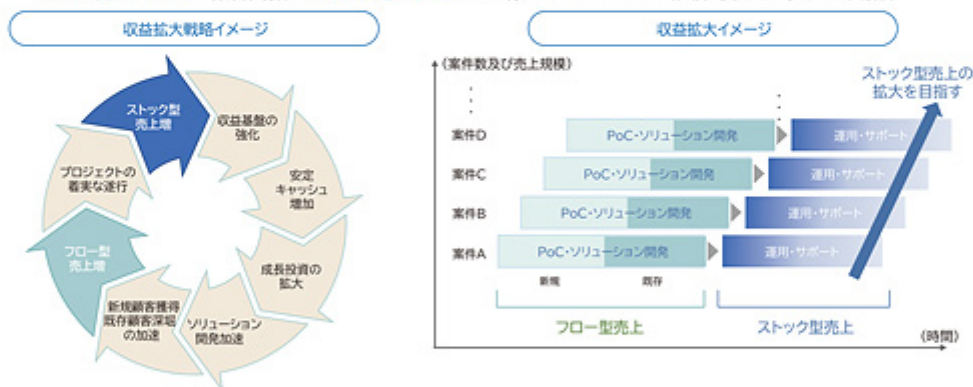 収益拡大戦略イメージ
ストック型
売上増
収益基盤の
強化
安定
キャッシュ
増加
成長投資の
拡大
ソリューション
開発加速
新規顧客獲得
既存顧客深堀
の加速
フロー型
売上増
プロジェクトの
着実な遂行
収益拡大イメージ
(案件数及び売上規模)
ストック型売上の
拡大を目指す
案件D
PoC・ソリューション開発
運用・サポート
案件C
PoC・ソリューション開発
運用・サポート
案件B
PoC・ソリューション開発
運用・サポート
案件A
PoC・ソリューション開発
運用・サポート
新規
既存
フロー型売上
ストック型売上
(時間)